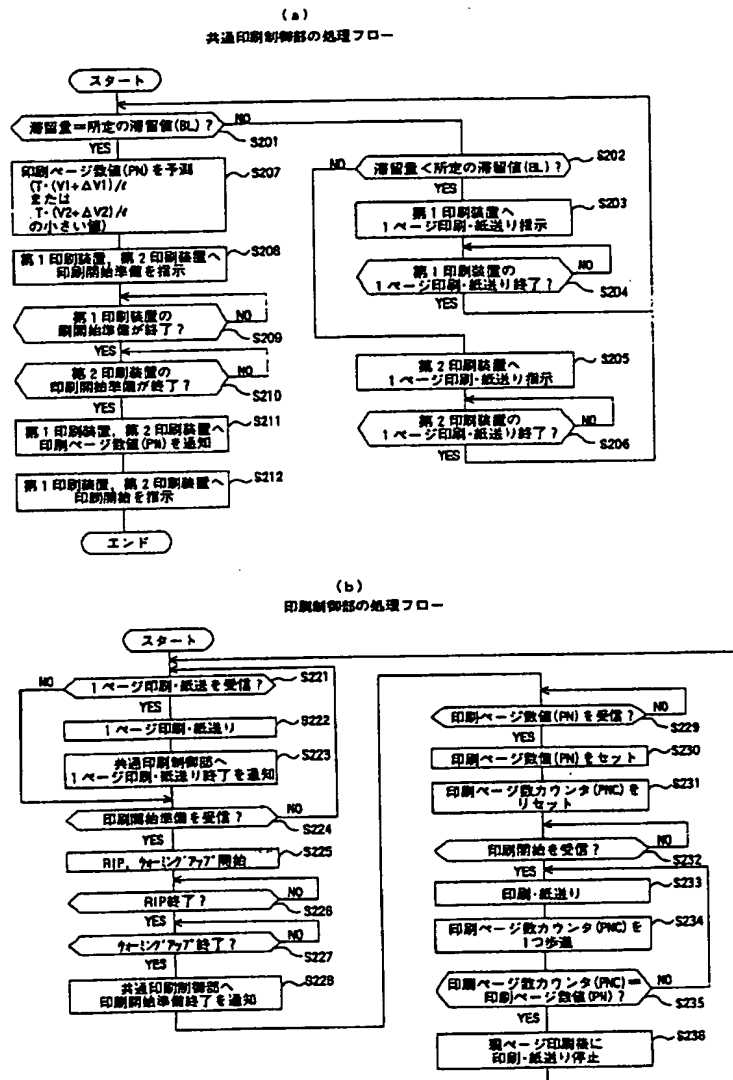 (a)
共通印刷制御部の処理フロー
スタート
滞留量=所定の滞留値(BL)?
NO
S201
YES
印刷ページ数値(PN)を予測
(T・(V1+ΔV1)/ℓ
または
T・(V2+ΔV2)/ℓ
の小さい値)
S207
第1印刷装置,第2印刷装置へ
印刷開始準備を指示
S208
第1印刷装置の
刷開始準備が終了?
NO
S209
YES
第2印刷装置の
印刷開始準備が終了?
NO
S210
YES
第1印刷装置,第2印刷装置へ
印刷ページ数値(PN)を通知
S211
第1印刷装置,第2印刷装置へ
印刷開始を指示
S212
エンド
滞留量<所定の滞留値(BL)?
NO
S202
YES
第1印刷装置へ
1ページ印刷・紙送り指示
S203
第1印刷装置の
1ページ印刷・紙送り終了?
NO
S204
YES
第2印刷装置へ
1ページ印刷・紙送り指示
S205
第2印刷装置の
1ページ印刷・紙送り終了?
NO
S206
YES
(b)
印刷制御部の処理フロー
スタート
1ページ印刷・紙送を受信?
NO
S221
YES
1ページ印刷・紙送り
S222
共通印刷制御部へ
1ページ印刷・紙送り終了を通知
S223
印刷開始準備を受信?
NO
S224
YES
RIP,ウォーミングアップ開始
S225
RIP終了?
NO
S226
YES
ウォーミングアップ終了?
NO
S227
YES
共通印刷制御部へ
印刷開始準備終了を通知
S228
印刷ページ数値(PN)を受信?
NO
S229
YES
印刷ページ数値(PN)をセット
S230
印刷ページ数カウンタ(PNC)を
リセット
S231
印刷開始を受信?
NO
S232
YES
印刷・紙送り
S233
印刷ページ数カウンタ(PNC)を
1つ歩進
S234
印刷ページ数カウンタ(PNC)=
印刷ページ数値(PN)?
NO
S235
YES
現ページ印刷後に
印刷・紙送り停止
S236